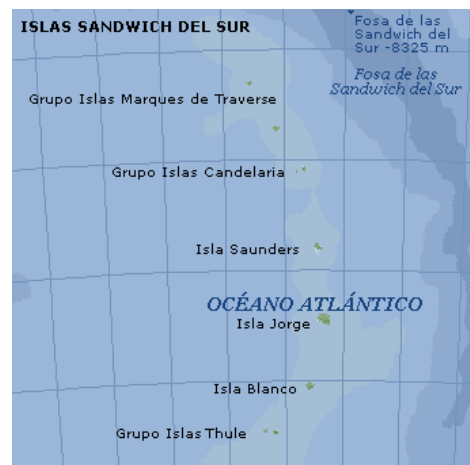 ISLAS SANDWICH DEL SUR
Fosa de las
Sandwich del
Sur -8325 m
Fosa de las
Sandwich del Sur
Grupo Islas Marques de Traverse
Grupo Islas Candelaria
Isla Saunders
OCÉANO ATLÁNTICO
Isla Jorge
Isla Blanco
Grupo Islas Thule